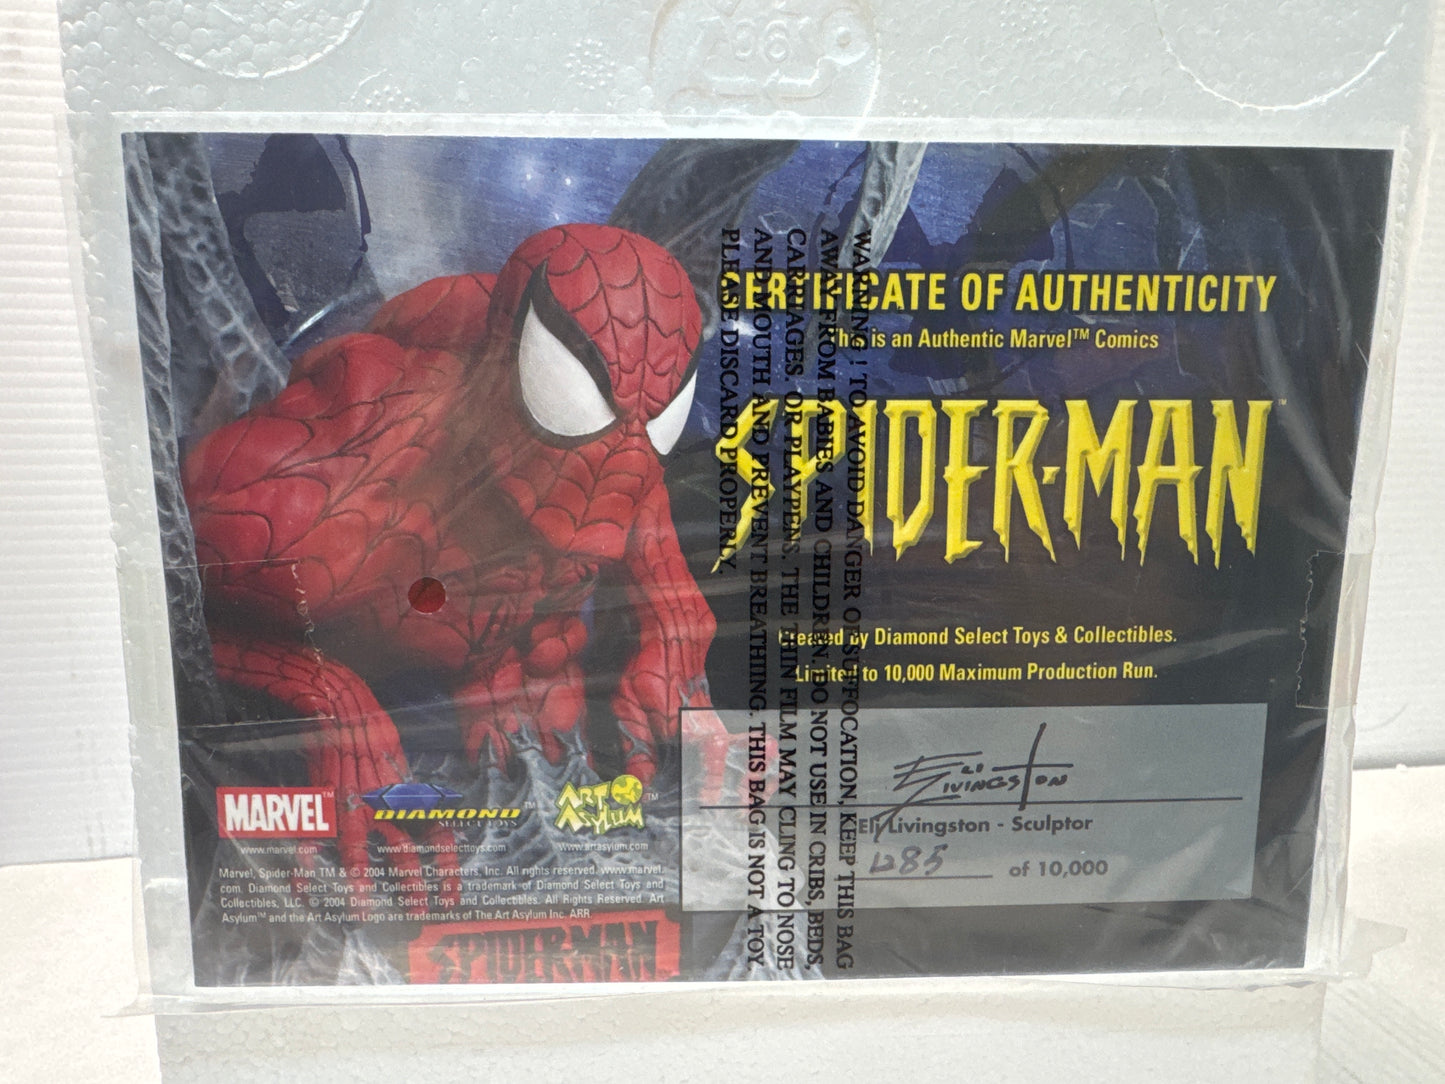 CERTIFICATE OF AUTHENTICITY
This is an Authentic Marvel™ Comics
SPIDER-MAN™
Created by Diamond Select Toys & Collectibles.
Limited to 10,000 Maximum Production Run.
Eli Livingston
Eli Livingston - Sculptor
of 10,000
MARVEL™
www.marvel.com
DIAMOND™
SELECT TOYS
www.diamondselecttoys.com
ART ASYLUM™
www.artasylum.com
Marvel, Spider-Man TM & © 2004 Marvel Characters, Inc. All rights reserved. www.marvel.
com. Diamond Select Toys and Collectibles is a trademark of Diamond Select Toys and
Collectibles, LLC. © 2004 Diamond Select Toys and Collectibles. All Rights Reserved. Art
Asylum™ and the Art Asylum Logo are trademarks of The Art Asylum Inc. ARR.
SPIDER-MAN
WARNING ! TO AVOID DANGER OF SUFFOCATION, KEEP THIS BAG
AWAY FROM BABIES AND CHILDREN. DO NOT USE IN CRIBS, BEDS,
CARRIAGES. OR PLAYPENS. THE THIN FILM MAY CLING TO NOSE
AND MOUTH AND PREVENT BREATHING. THIS BAG IS NOT A TOY.
PLEASE DISCARD PROPERLY.